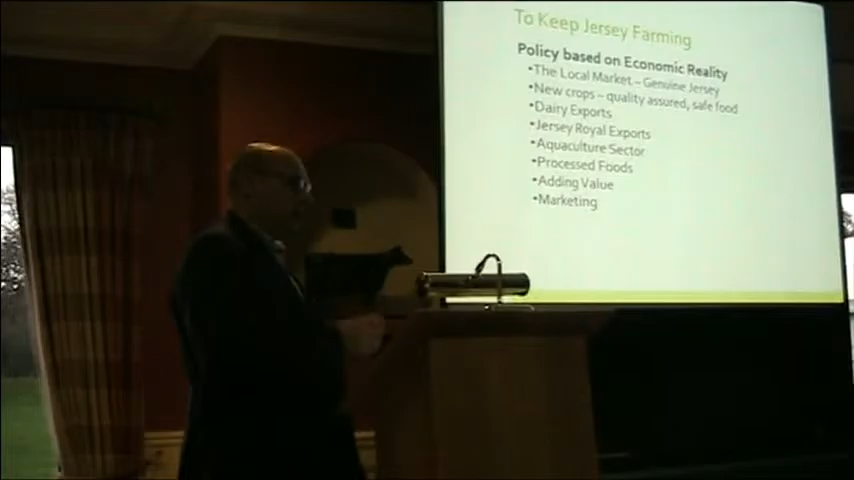 To Keep Jersey Farming
Policy based on Economic Reality
•The Local Market – Genuine Jersey
•New crops – quality assured, safe food
•Dairy Exports
•Jersey Royal Exports
•Aquaculture Sector
•Processed Foods
•Adding Value
•Marketing